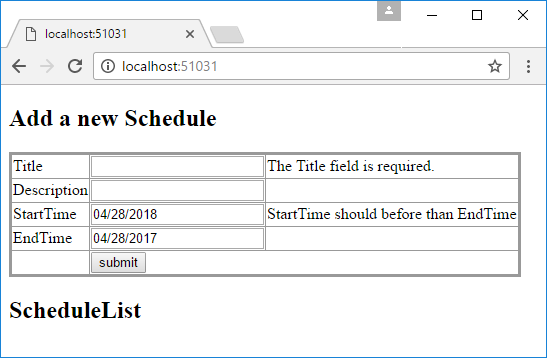 localhost:51031
localhost:51031
Add a new Schedule
Title The Title field is required.
Description
StartTime 04/28/2018 StartTime should before than EndTime
EndTime 04/28/2017
submit
ScheduleList